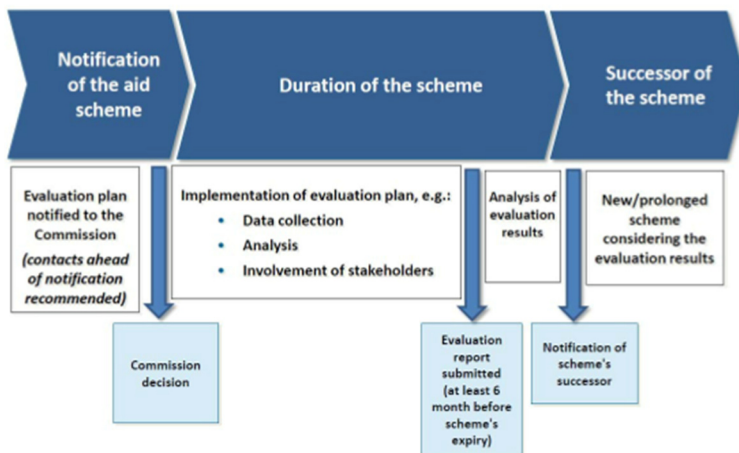 Notification
of the aid
scheme
Duration of the scheme
Successor of
the scheme
Evaluation plan
notified to the
Commission
(contacts ahead
of notification
recommended)
Implementation of evaluation plan, e.g.:
• Data collection
• Analysis
• Involvement of stakeholders
Analysis of
evaluation
results
New/prolonged
scheme
considering the
evaluation results
Commission
decision
Evaluation
report
submitted
(at least 6
month before
scheme's
expiry)
Notification of
scheme's
successor